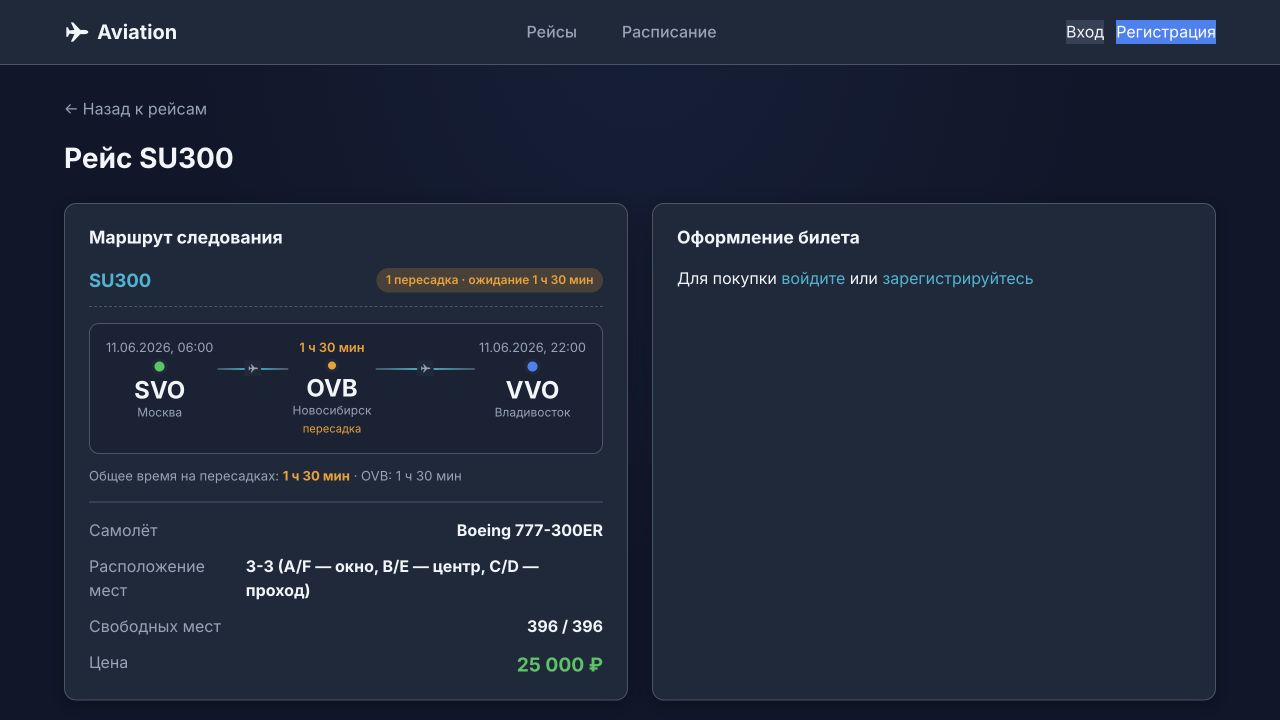 Aviation
Рейсы
Расписание
Вход
Регистрация
← Назад к рейсам
Рейс SU300
Маршрут следования
SU300
1 пересадка · ожидание 1 ч 30 мин
11.06.2026, 06:00
SVO
Москва
1 ч 30 мин
OVB
Новосибирск
пересадка
11.06.2026, 22:00
VVO
Владивосток
Общее время на пересадках: 1 ч 30 мин · OVB: 1 ч 30 мин
Самолёт
Boeing 777-300ER
Расположение
мест
3-3 (A/F — окно, B/E — центр, C/D —
проход)
Свободных мест
396 / 396
Цена
25 000 ₽
Оформление билета
Для покупки войдите или зарегистрируйтесь